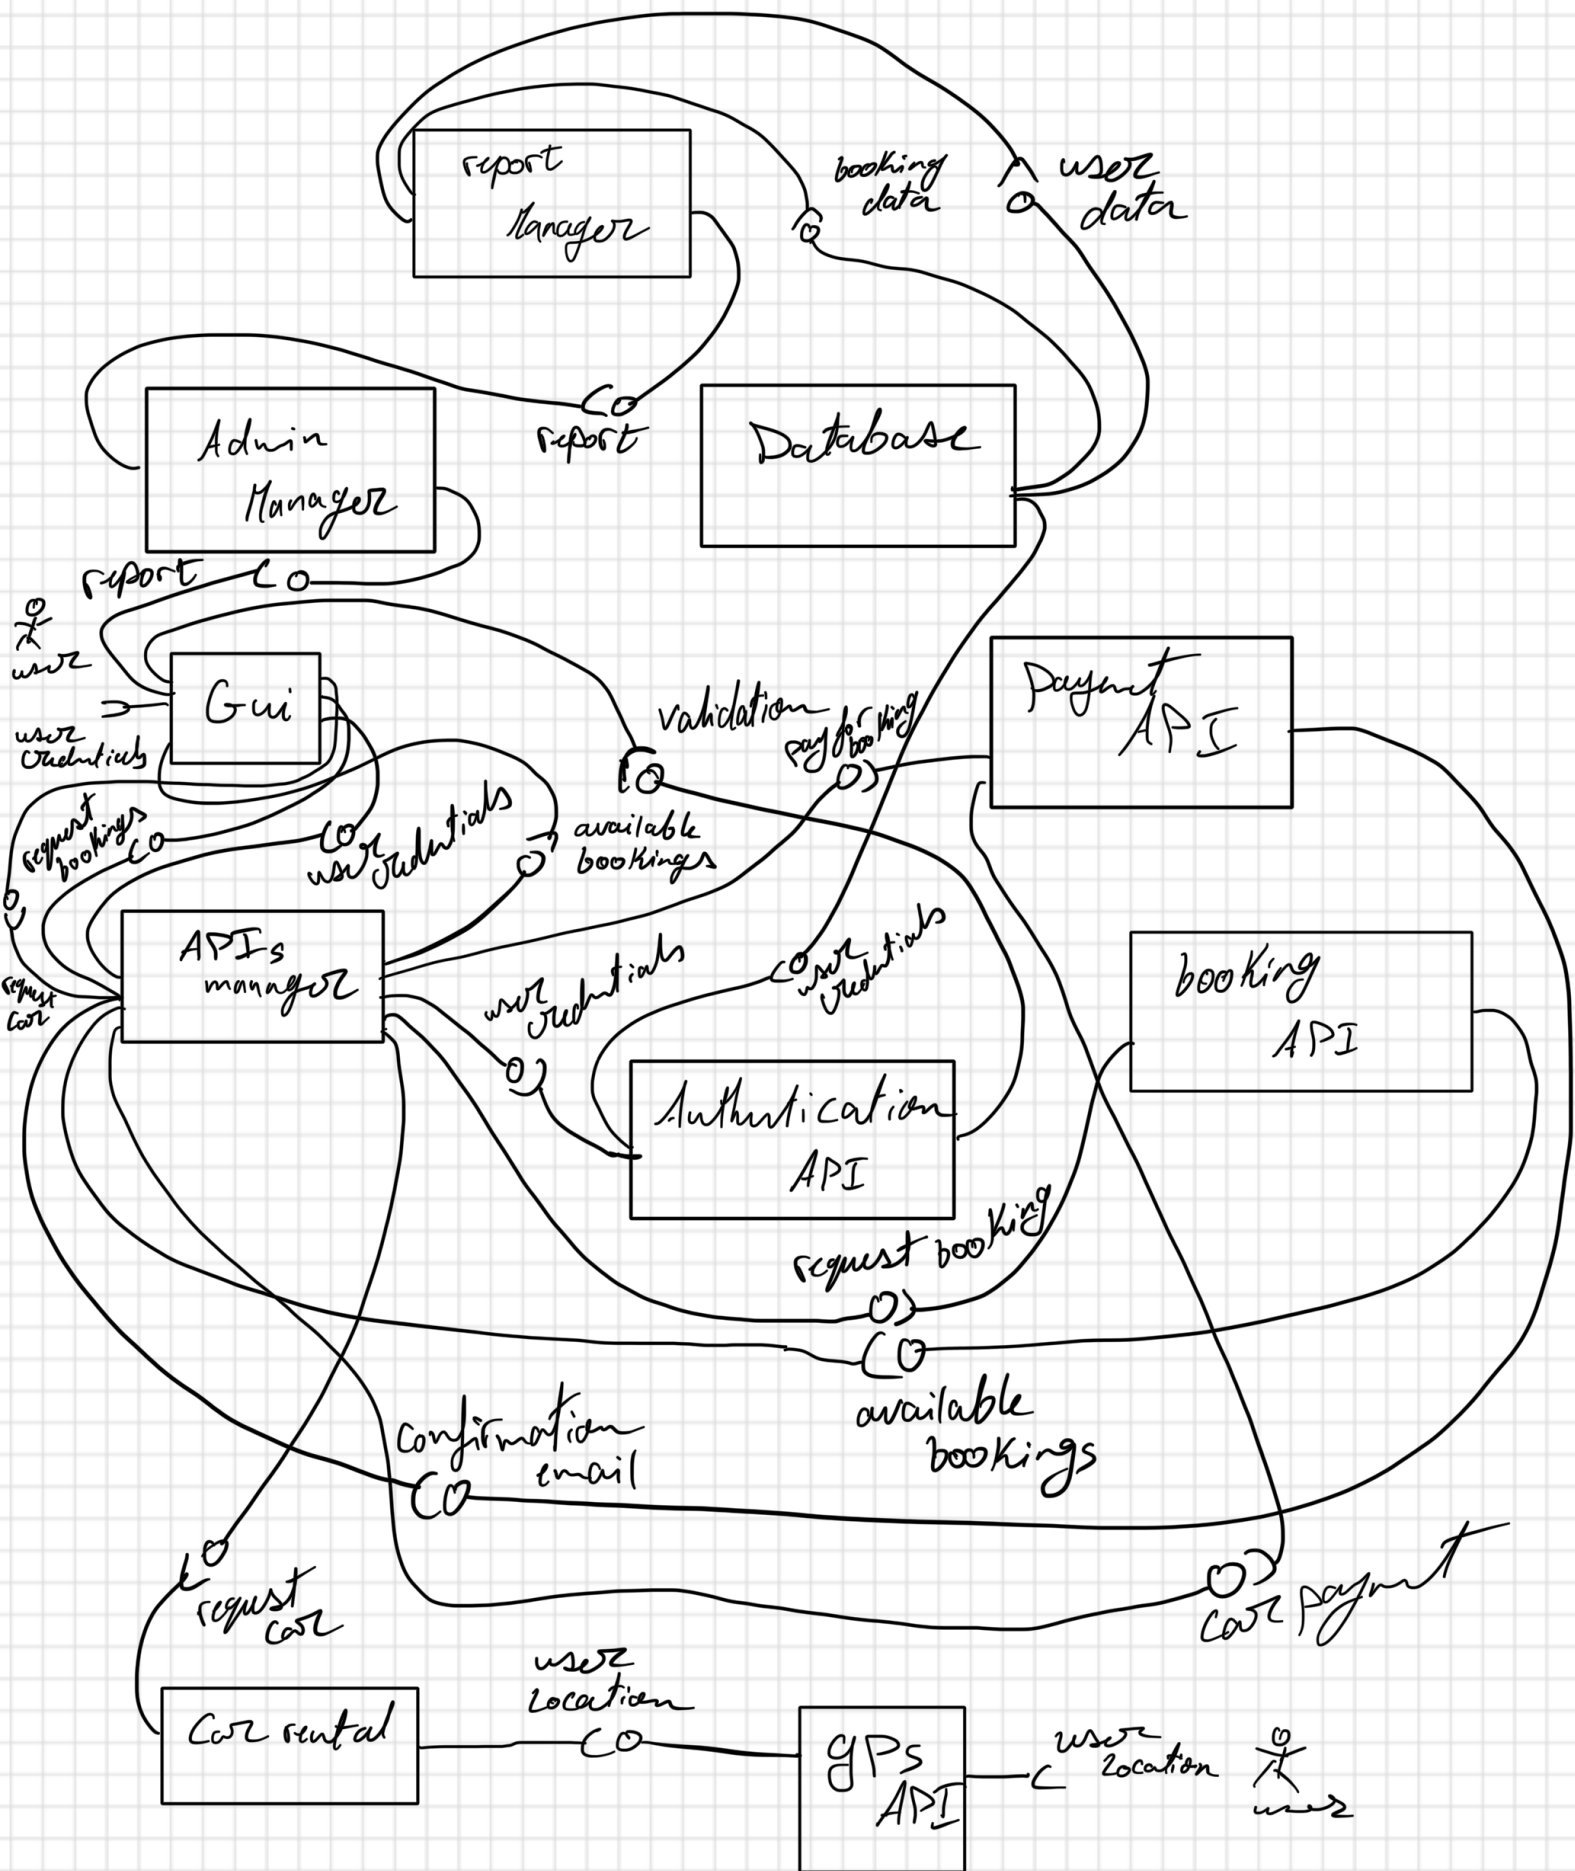 report
Manager
booking
data
user
data
Admin
Manager
report
Database
report
user
Gui
user
credentials
validation
pay for
booking
Paymet
API
request
bookings
user
credentials
available
bookings
APIs
manager
request
car
user
credentials
user
credentials
booking
API
Authentication
API
request booking
available
bookings
confirmation
email
request
car
car paymet
user
location
Car rental
gPs
API
user
location
user